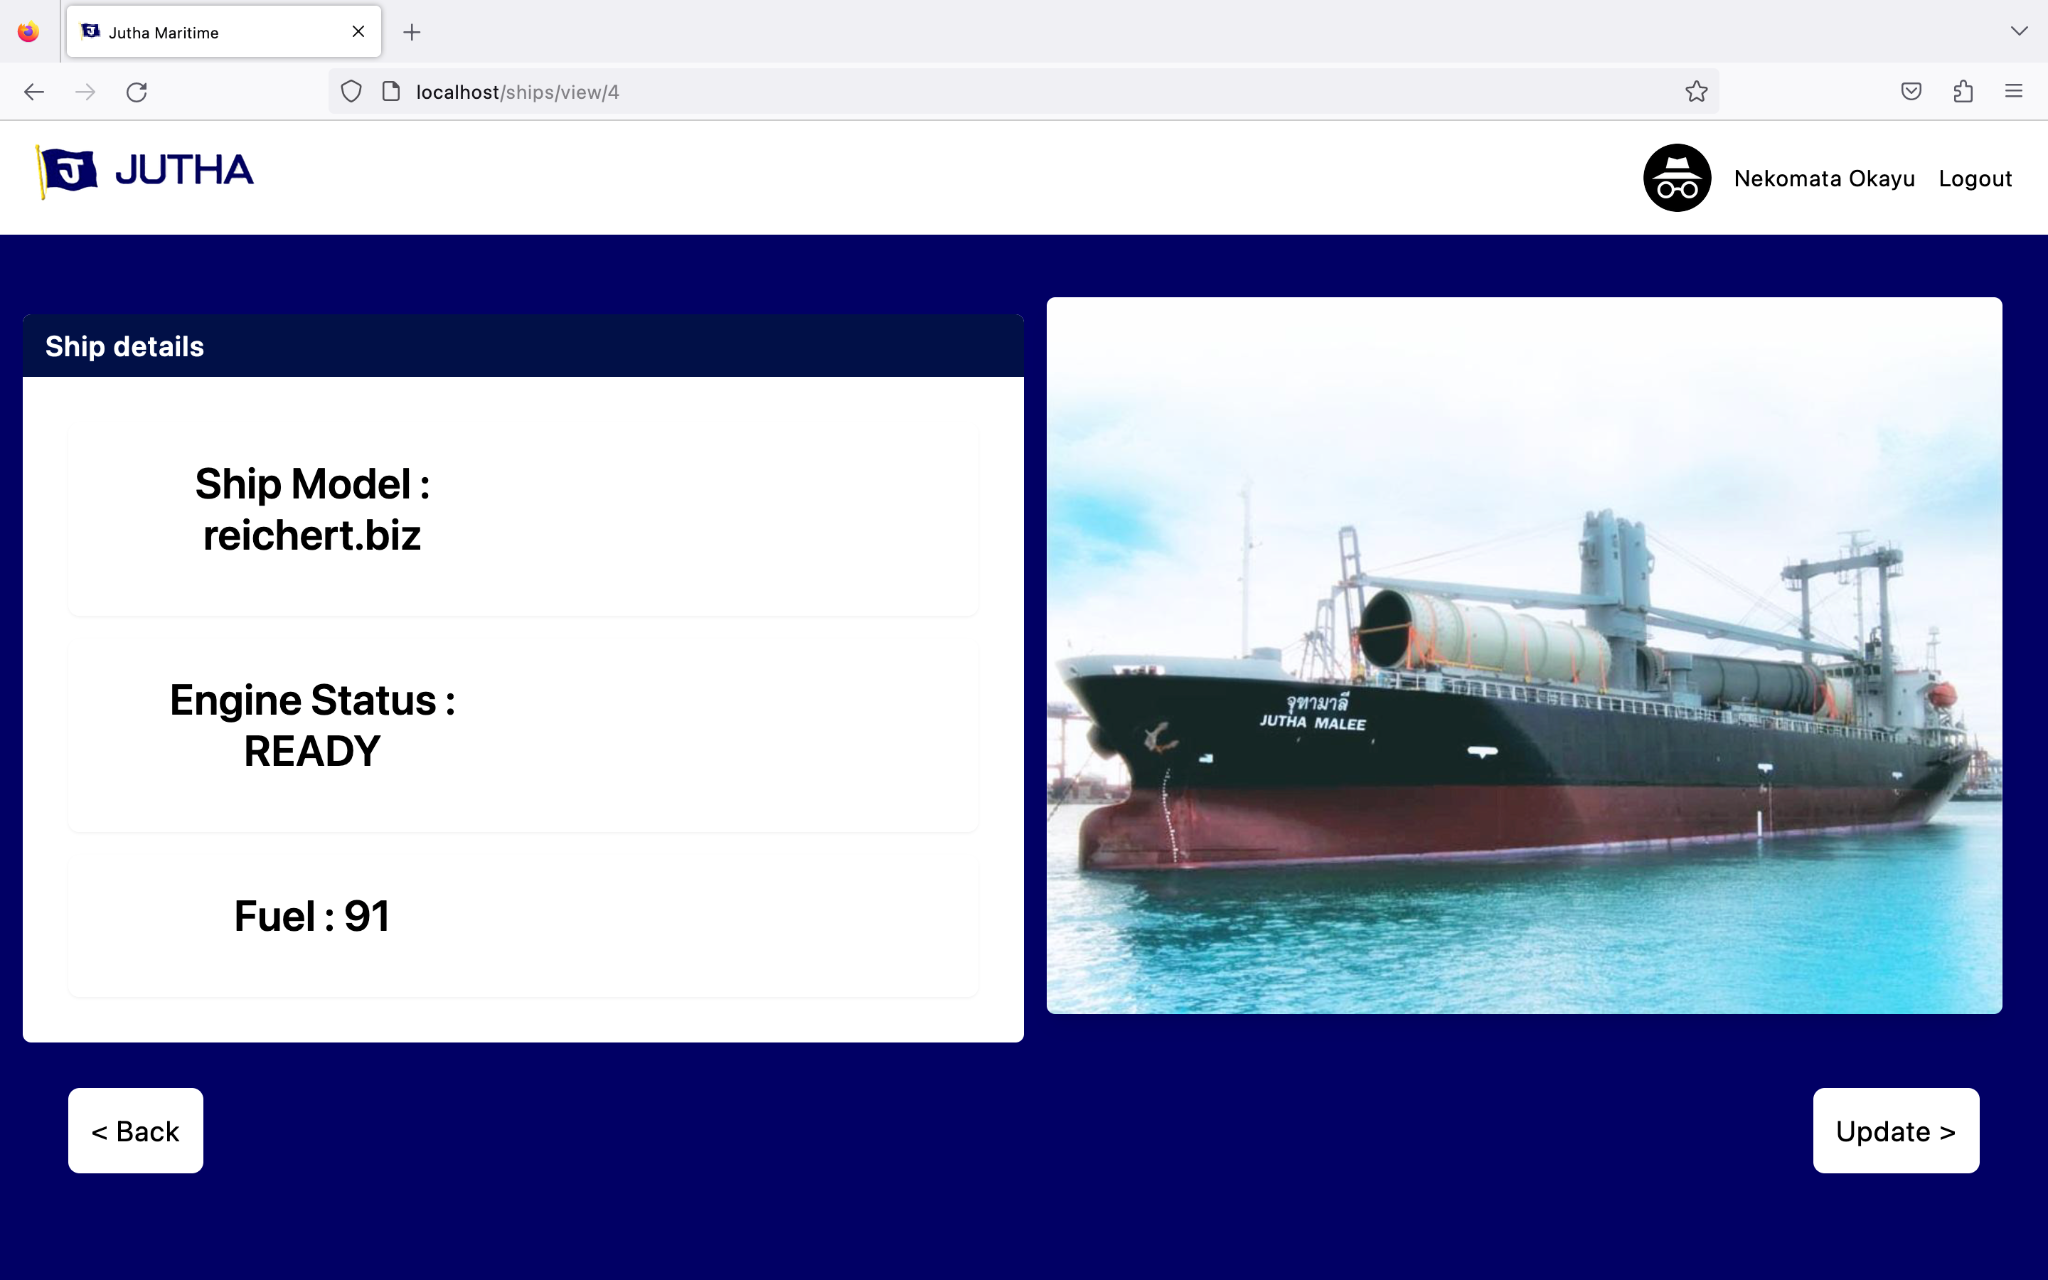 Jutha Maritime
localhost/ships/view/4
J JUTHA
Nekomata Okayu Logout
Ship details
Ship Model :
reichert.biz
Engine Status :
READY
Fuel : 91
จุฑามาลี
JUTHA MALEE
< Back
Update >